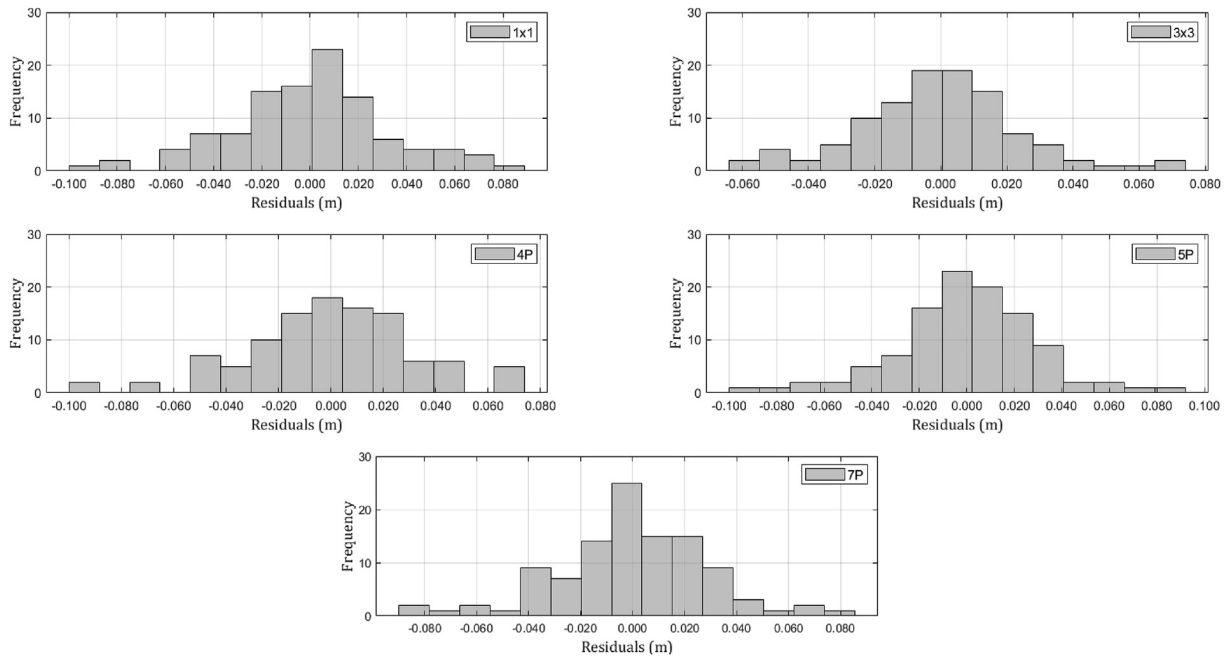 30
20
10
0
Frequency
1x1
-0.100 -0.080 -0.060 -0.040 -0.020 0.000 0.020 0.040 0.060 0.080
Residuals (m)
30
20
10
0
Frequency
3x3
-0.060 -0.040 -0.020 0.000 0.020 0.040 0.060 0.080
Residuals (m)
30
20
10
0
Frequency
4P
-0.100 -0.080 -0.060 -0.040 -0.020 0.000 0.020 0.040 0.060 0.080
Residuals (m)
30
20
10
0
Frequency
5P
-0.100 -0.080 -0.060 -0.040 -0.020 0.000 0.020 0.040 0.060 0.080 0.100
Residuals (m)
30
20
10
0
Frequency
7P
-0.080 -0.060 -0.040 -0.020 0.000 0.020 0.040 0.060 0.080
Residuals (m)